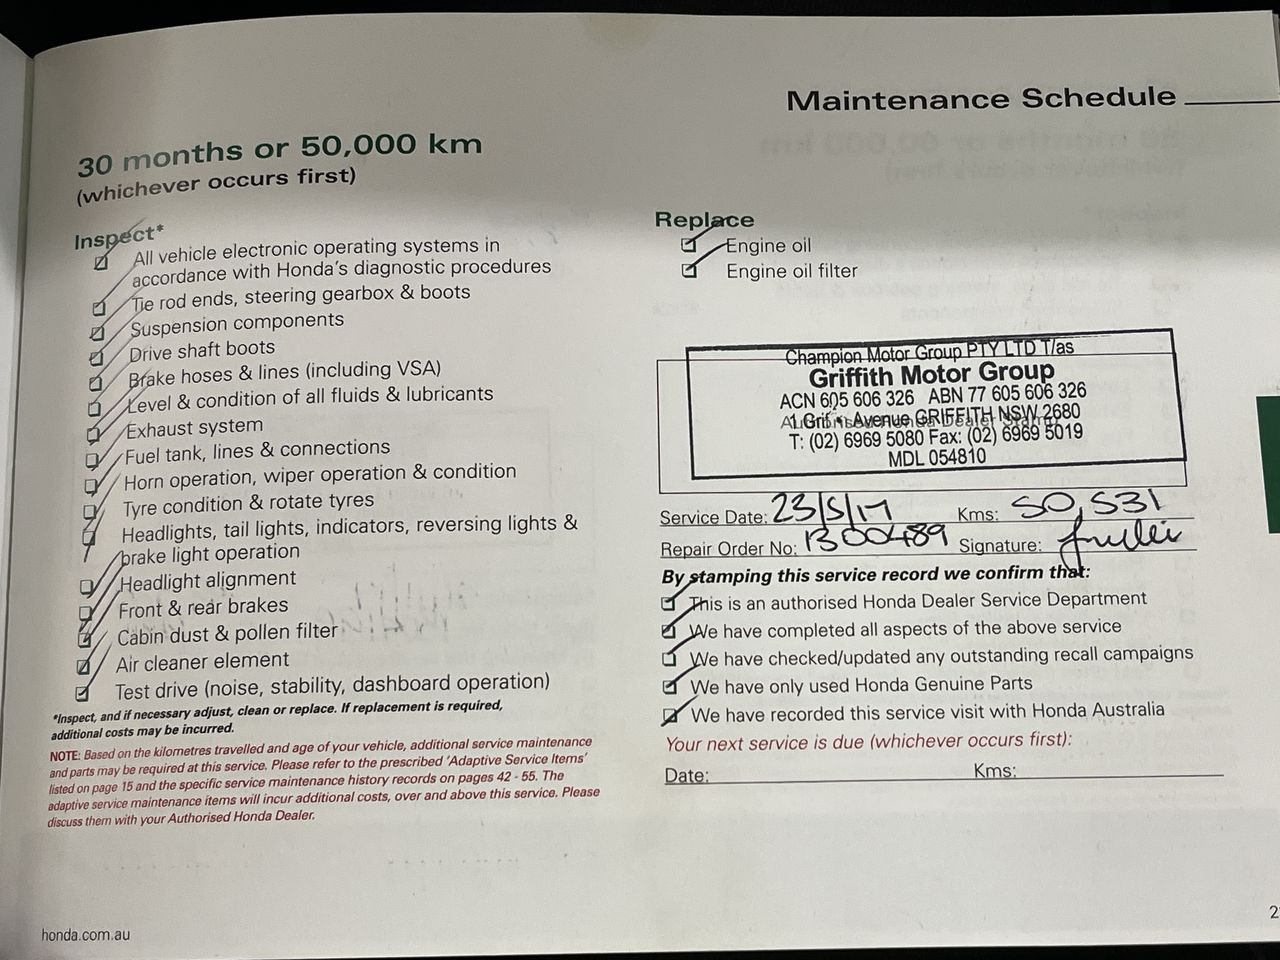 Maintenance Schedule
30 months or 50,000 km
(whichever occurs first)
Inspect*
All vehicle electronic operating systems in
accordance with Honda's diagnostic procedures
Tie rod ends, steering gearbox & boots
Suspension components
Drive shaft boots
Brake hoses & lines (including VSA)
Level & condition of all fluids & lubricants
Exhaust system
Fuel tank, lines & connections
Horn operation, wiper operation & condition
Tyre condition & rotate tyres
Headlights, tail lights, indicators, reversing lights &
brake light operation
Headlight alignment
Front & rear brakes
Cabin dust & pollen filter
Air cleaner element
Test drive (noise, stability, dashboard operation)
*Inspect, and if necessary adjust, clean or replace. If replacement is required,
additional costs may be incurred.
NOTE: Based on the kilometres travelled and age of your vehicle, additional service maintenance
and parts may be required at this service. Please refer to the prescribed 'Adaptive Service Items'
listed on page 15 and the specific service maintenance history records on pages 42 - 55. The
adaptive service maintenance items will incur additional costs, over and above this service. Please
discuss them with your Authorised Honda Dealer.
honda.com.au
Replace
Engine oil
Engine oil filter
Champion Motor Group PTY LTD T/as
Griffith Motor Group
ACN 605 606 326 ABN 77 605 606 326
Avenue GRIFFITH NSW 2680
T: (02) 6969 5080 Fax: (02) 6969 5019
MDL 054810
Service Date: 23/5/17 Kms: 50,531
Repair Order No: 1300489 Signature:
By stamping this service record we confirm that:
This is an authorised Honda Dealer Service Department
We have completed all aspects of the above service
We have checked/updated any outstanding recall campaigns
We have only used Honda Genuine Parts
We have recorded this service visit with Honda Australia
Your next service is due (whichever occurs first):
Date: Kms: